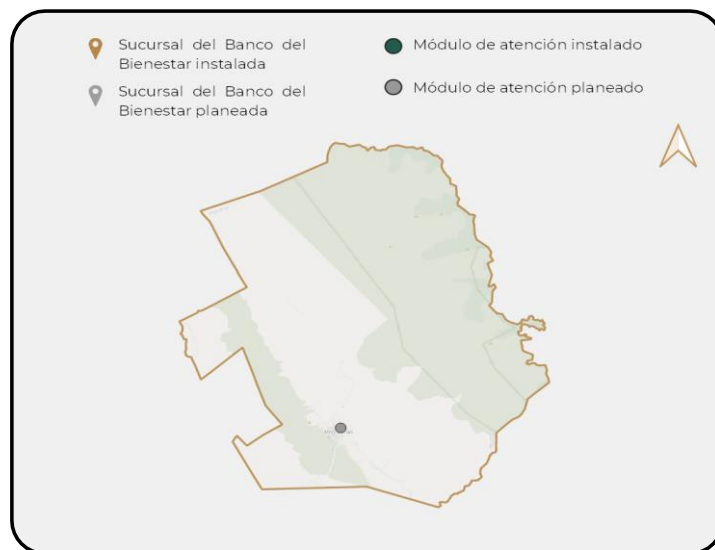 Sucursal del Banco del
Bienestar instalada
Sucursal del Banco del
Bienestar planeada
Módulo de atención instalado
Módulo de atención planeado